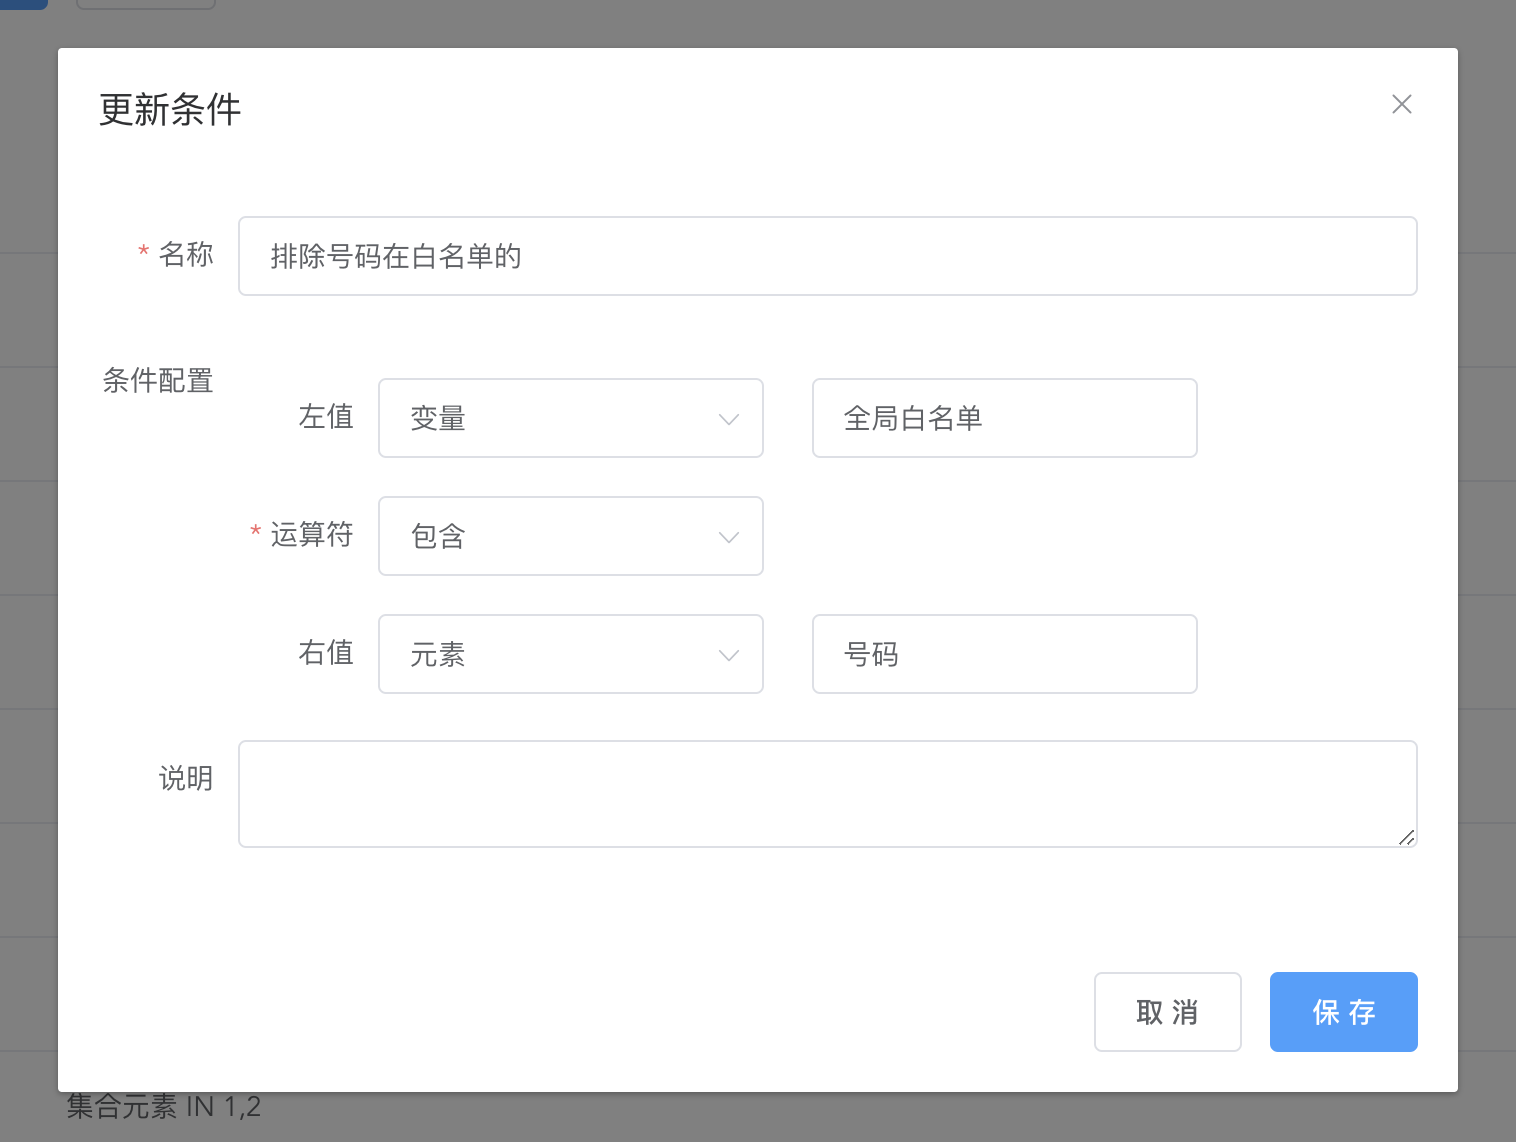 更新条件
* 名称 排除号码在白名单的
条件配置
左值 变量 全局白名单
* 运算符 包含
右值 元素 号码
说明
取消 保存
集合元素 IN 1,2